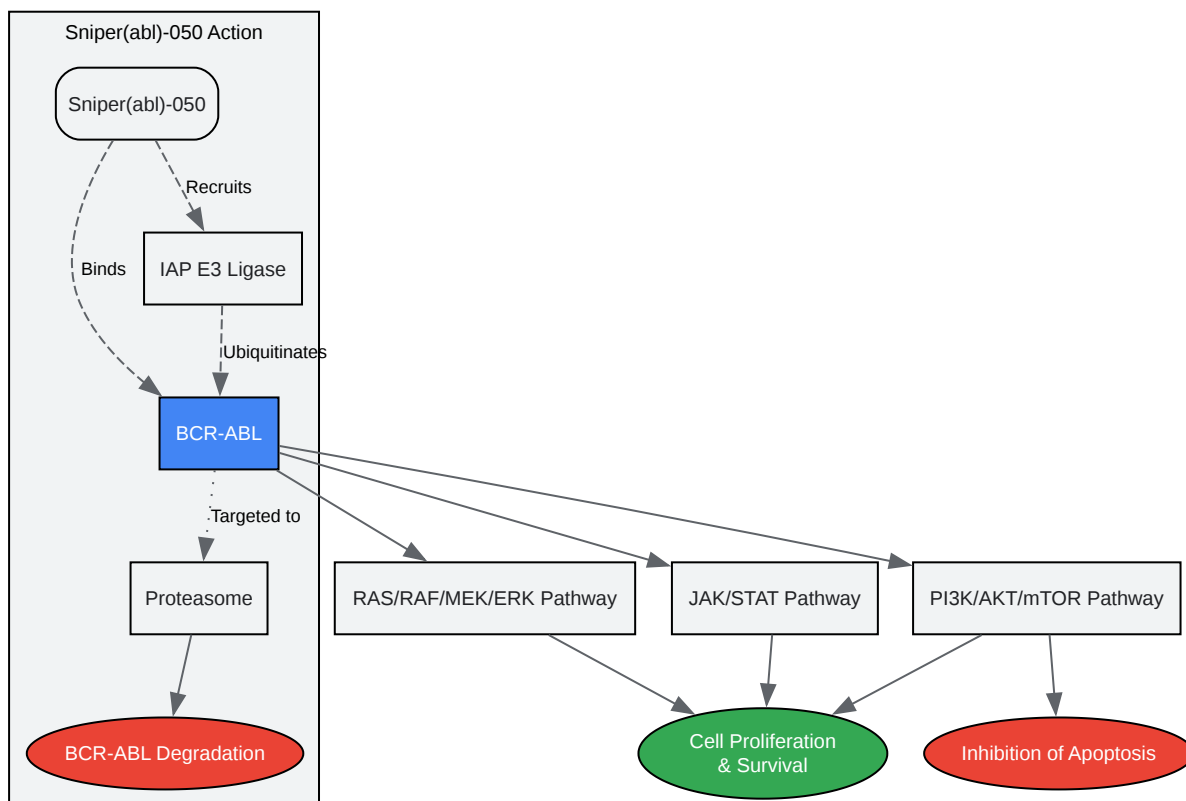 Sniper(abl)-050 Action
Sniper(abl)-050
Recruits
Binds
IAP E3 Ligase
Ubiquitinates
BCR-ABL
Targeted to
Proteasome
RAS/RAF/MEK/ERK Pathway
JAK/STAT Pathway
PI3K/AKT/mTOR Pathway
BCR-ABL Degradation
Cell Proliferation
& Survival
Inhibition of Apoptosis